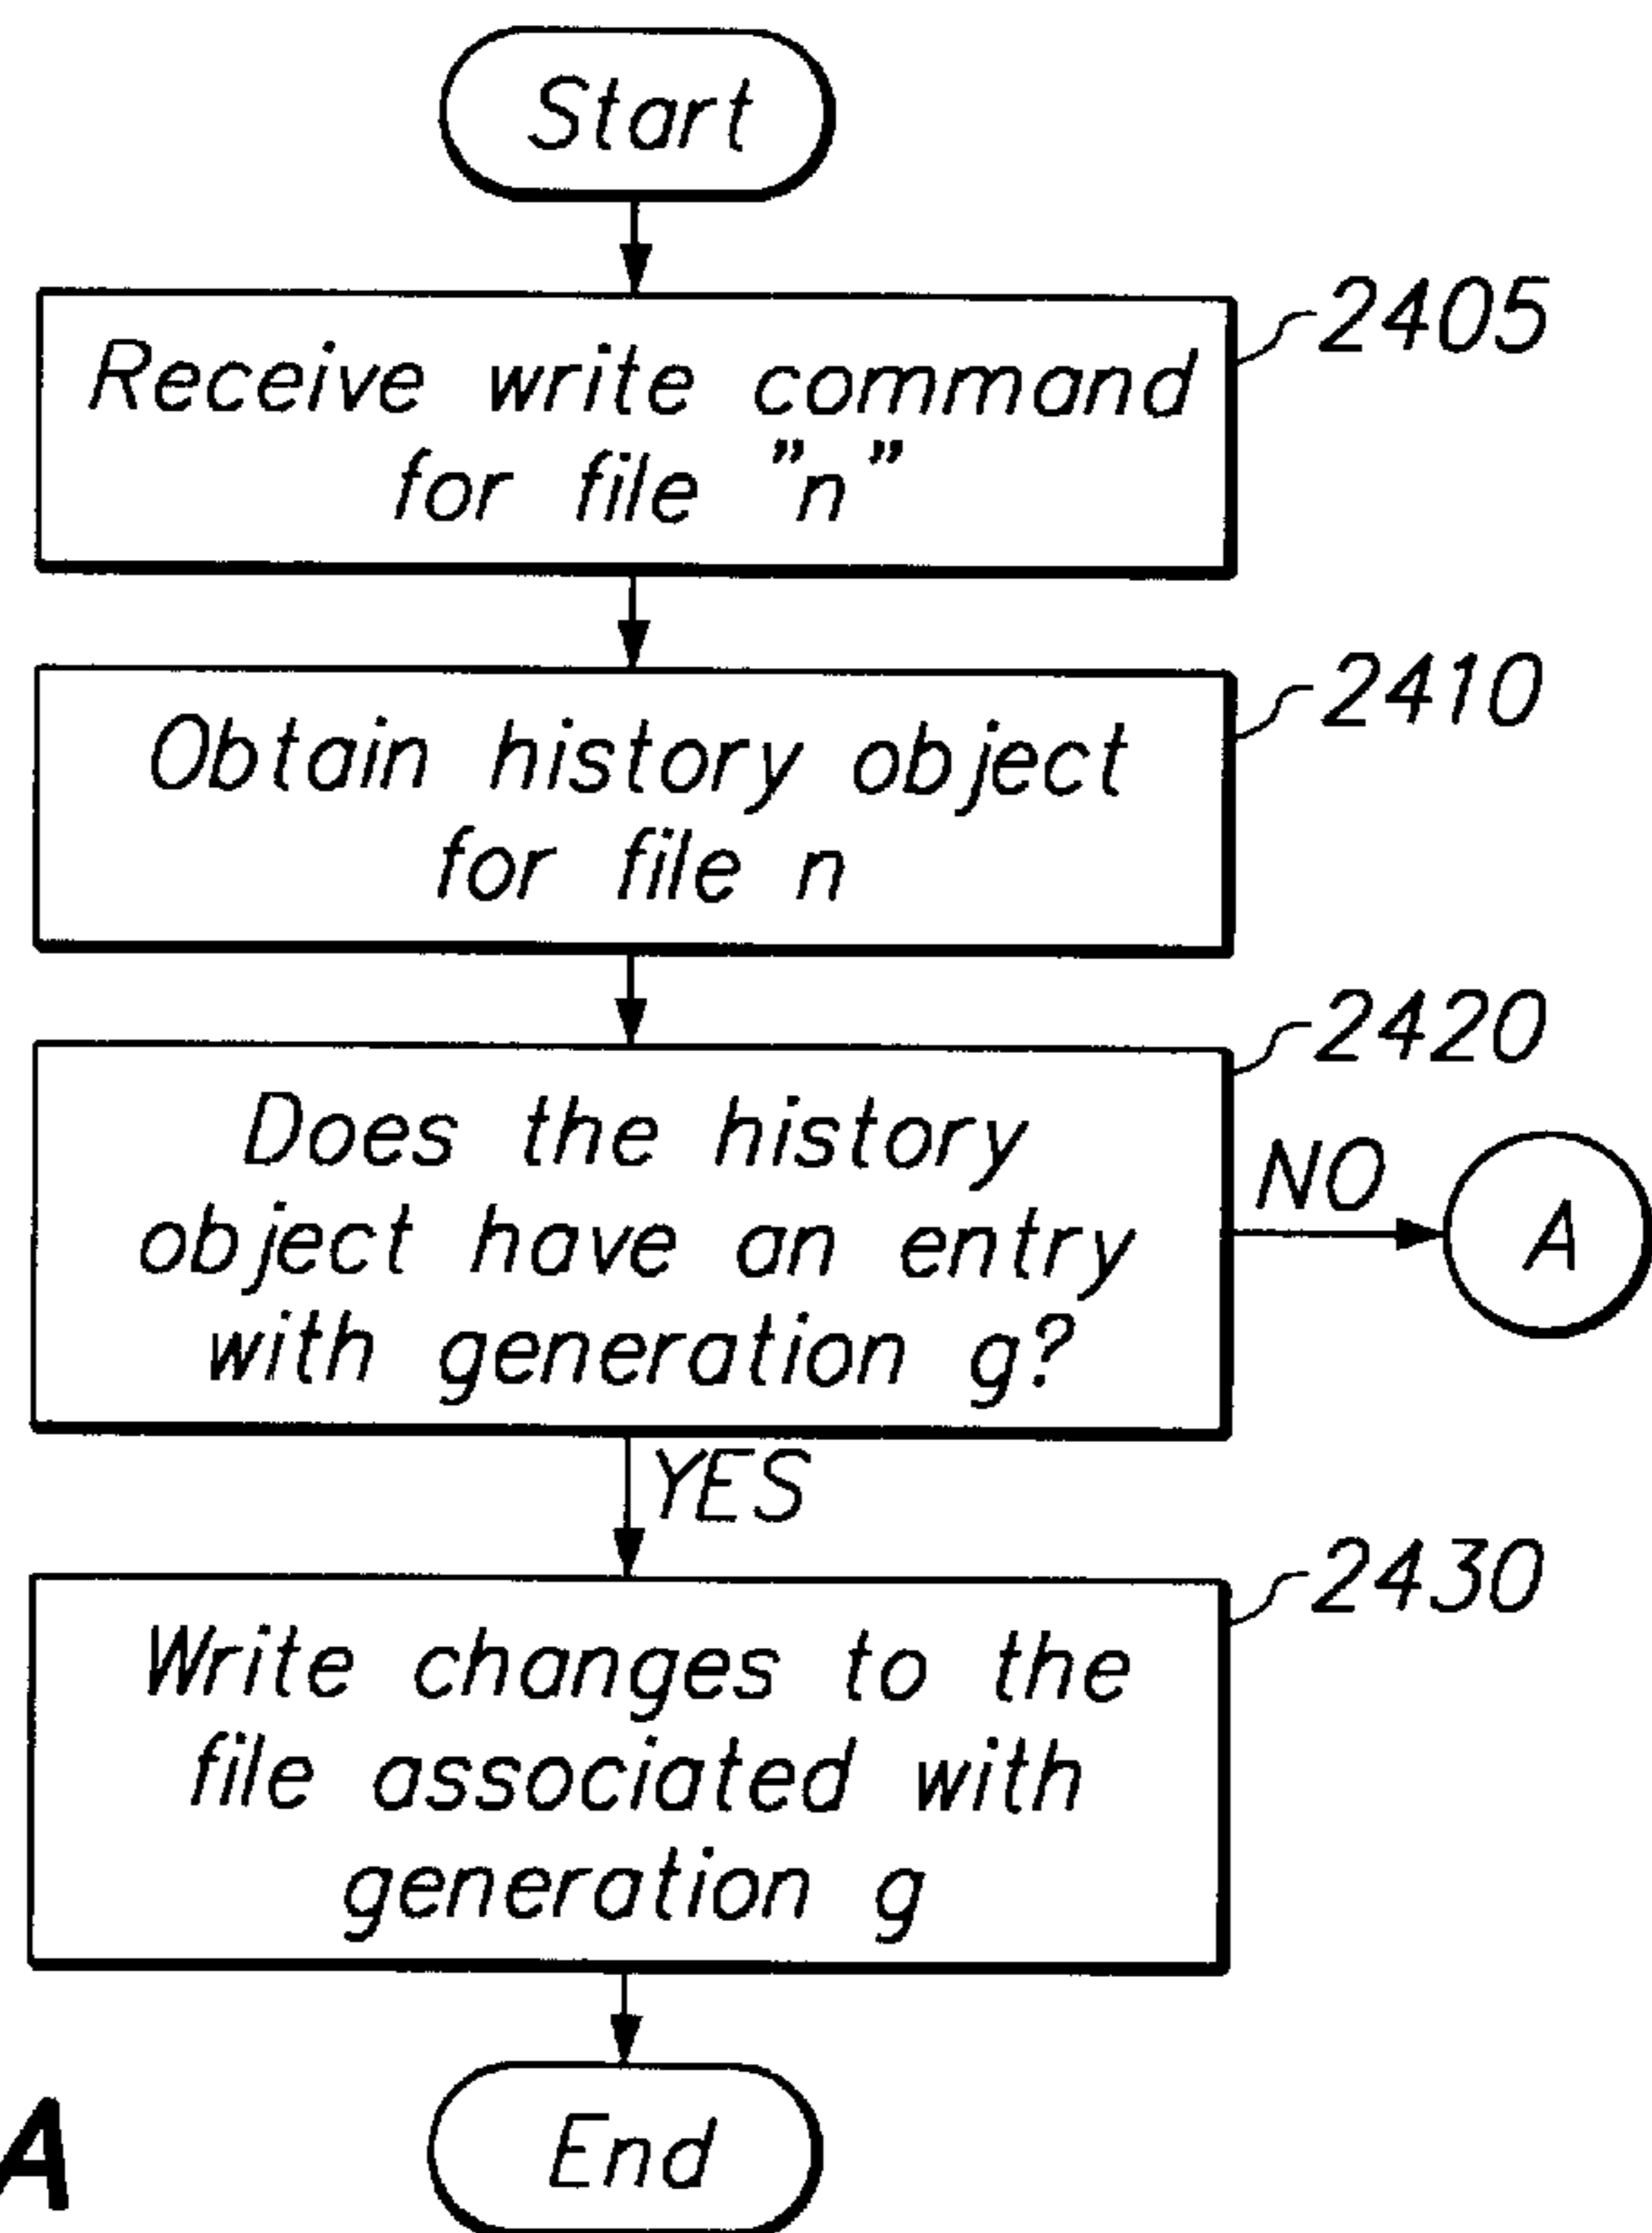 Start
2405
Receive write command
for file "n"
2410
Obtain history object
for file n
2420
Does the history
object have an entry
with generation g?
NO
A
YES
2430
Write changes to the
file associated with
generation g
End
A